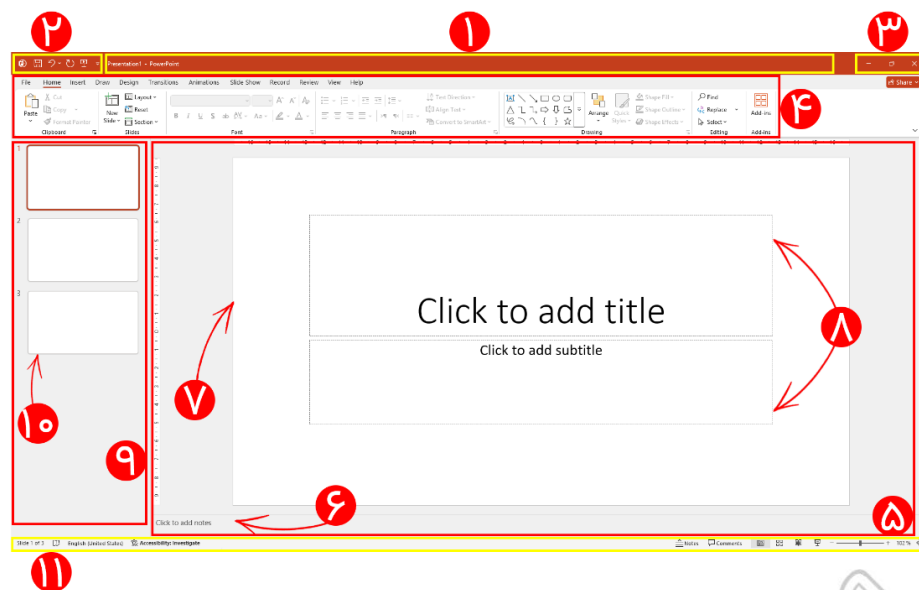 ۲
۱
۳
Presentation1 - PowerPoint
File Home Insert Draw Design Transitions Animations Slide Show Record Review View Help
Share
Paste
Cut
Copy
Format Painter
Clipboard
New Slide
Layout
Reset
Section
Slides
Font
Text Direction
Align Text
Convert to SmartArt
Paragraph
Arrange
Quick Styles
Shape Fill
Shape Outline
Shape Effects
Drawing
Find
Replace
Select
Editing
Add-ins
Add-ins
۴
1
2
3
Click to add title
Click to add subtitle
۸
۷
۱۰
۹
۶
۵
Click to add notes
Slide 1 of 3 English (United States) Accessibility: Investigate Notes Comments
۱۱